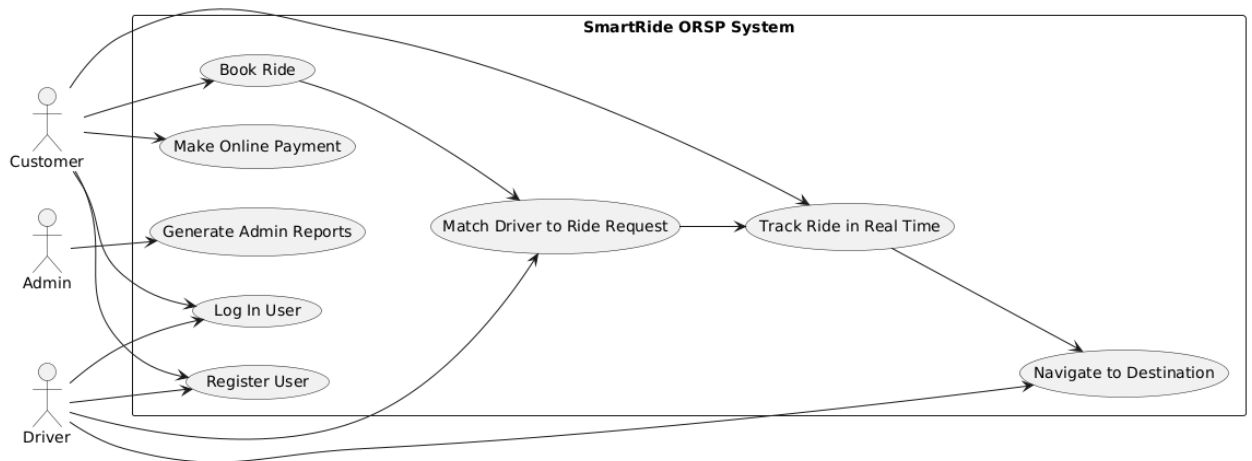 SmartRide ORSP System
Book Ride
Make Online Payment
Customer
Match Driver to Ride Request
Track Ride in Real Time
Generate Admin Reports
Admin
Log In User
Register User
Navigate to Destination
Driver